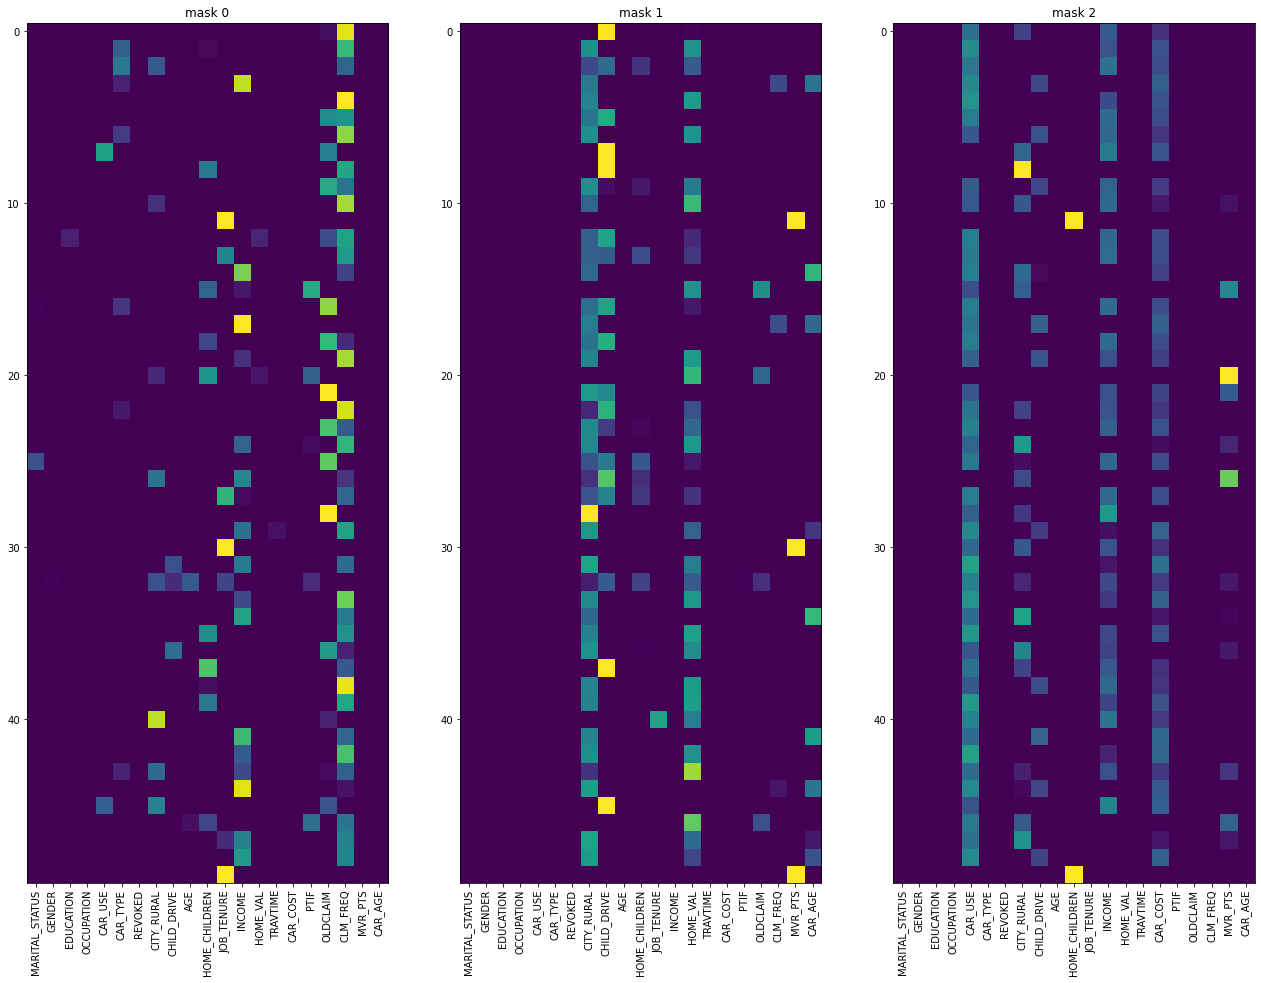 mask 0
mask 1
mask 2
0
10
20
30
40
0
10
20
30
40
0
10
20
30
40
MARITAL_STATUS
GENDER
EDUCATION
OCCUPATION
CAR_USE
CAR_TYPE
REVOKED
CITY_RURAL
CHILD_DRIVE
AGE
HOME_CHILDREN
JOB_TENURE
INCOME
HOME_VAL
TRAVTIME
CAR_COST
PTIF
OLDCLAIM
CLM_FREQ
MVR_PTS
CAR_AGE
MARITAL_STATUS
GENDER
EDUCATION
OCCUPATION
CAR_USE
CAR_TYPE
REVOKED
CITY_RURAL
CHILD_DRIVE
AGE
HOME_CHILDREN
JOB_TENURE
INCOME
HOME_VAL
TRAVTIME
CAR_COST
PTIF
OLDCLAIM
CLM_FREQ
MVR_PTS
CAR_AGE
MARITAL_STATUS
GENDER
EDUCATION
OCCUPATION
CAR_USE
CAR_TYPE
REVOKED
CITY_RURAL
CHILD_DRIVE
AGE
HOME_CHILDREN
JOB_TENURE
INCOME
HOME_VAL
TRAVTIME
CAR_COST
PTIF
OLDCLAIM
CLM_FREQ
MVR_PTS
CAR_AGE